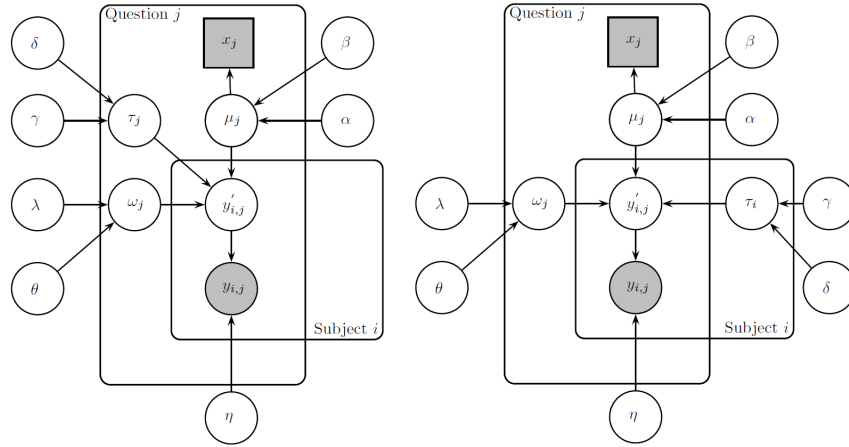 Question j
δ
x_j
β
γ
τ_j
μ_j
α
λ
ω_j
y'_{i,j}
θ
y_{i,j}
Subject i
η
Question j
x_j
β
μ_j
α
λ
ω_j
y'_{i,j}
τ_i
γ
θ
y_{i,j}
δ
Subject i
η